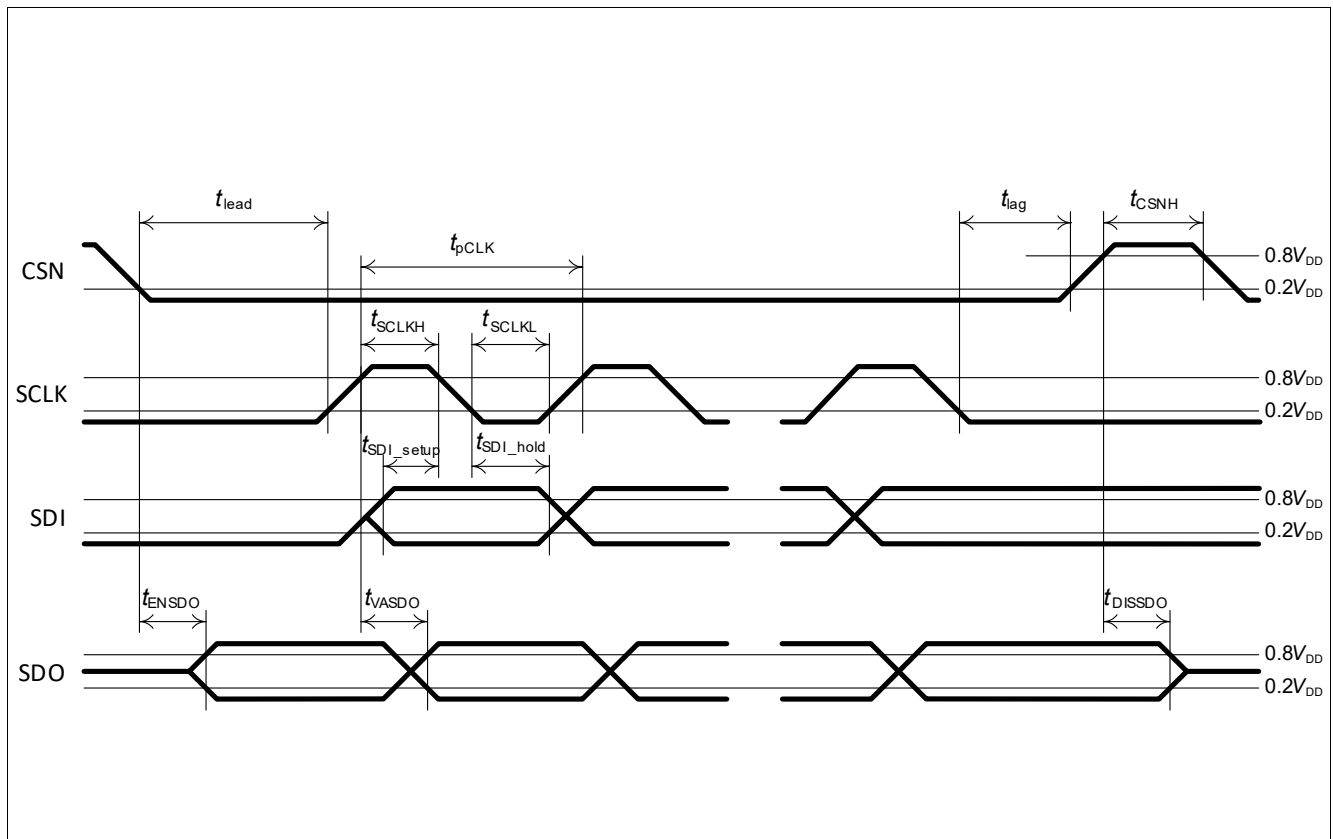 tlead
tlag
tCSNH
tpCLK
CSN
0.8VDD
0.2VDD
tSCLKH
tSCLKL
SCLK
0.8VDD
0.2VDD
tSDI_setup
tSDI_hold
SDI
0.8VDD
0.2VDD
tENSDO
tVASDO
tDISSDO
SDO
0.8VDD
0.2VDD